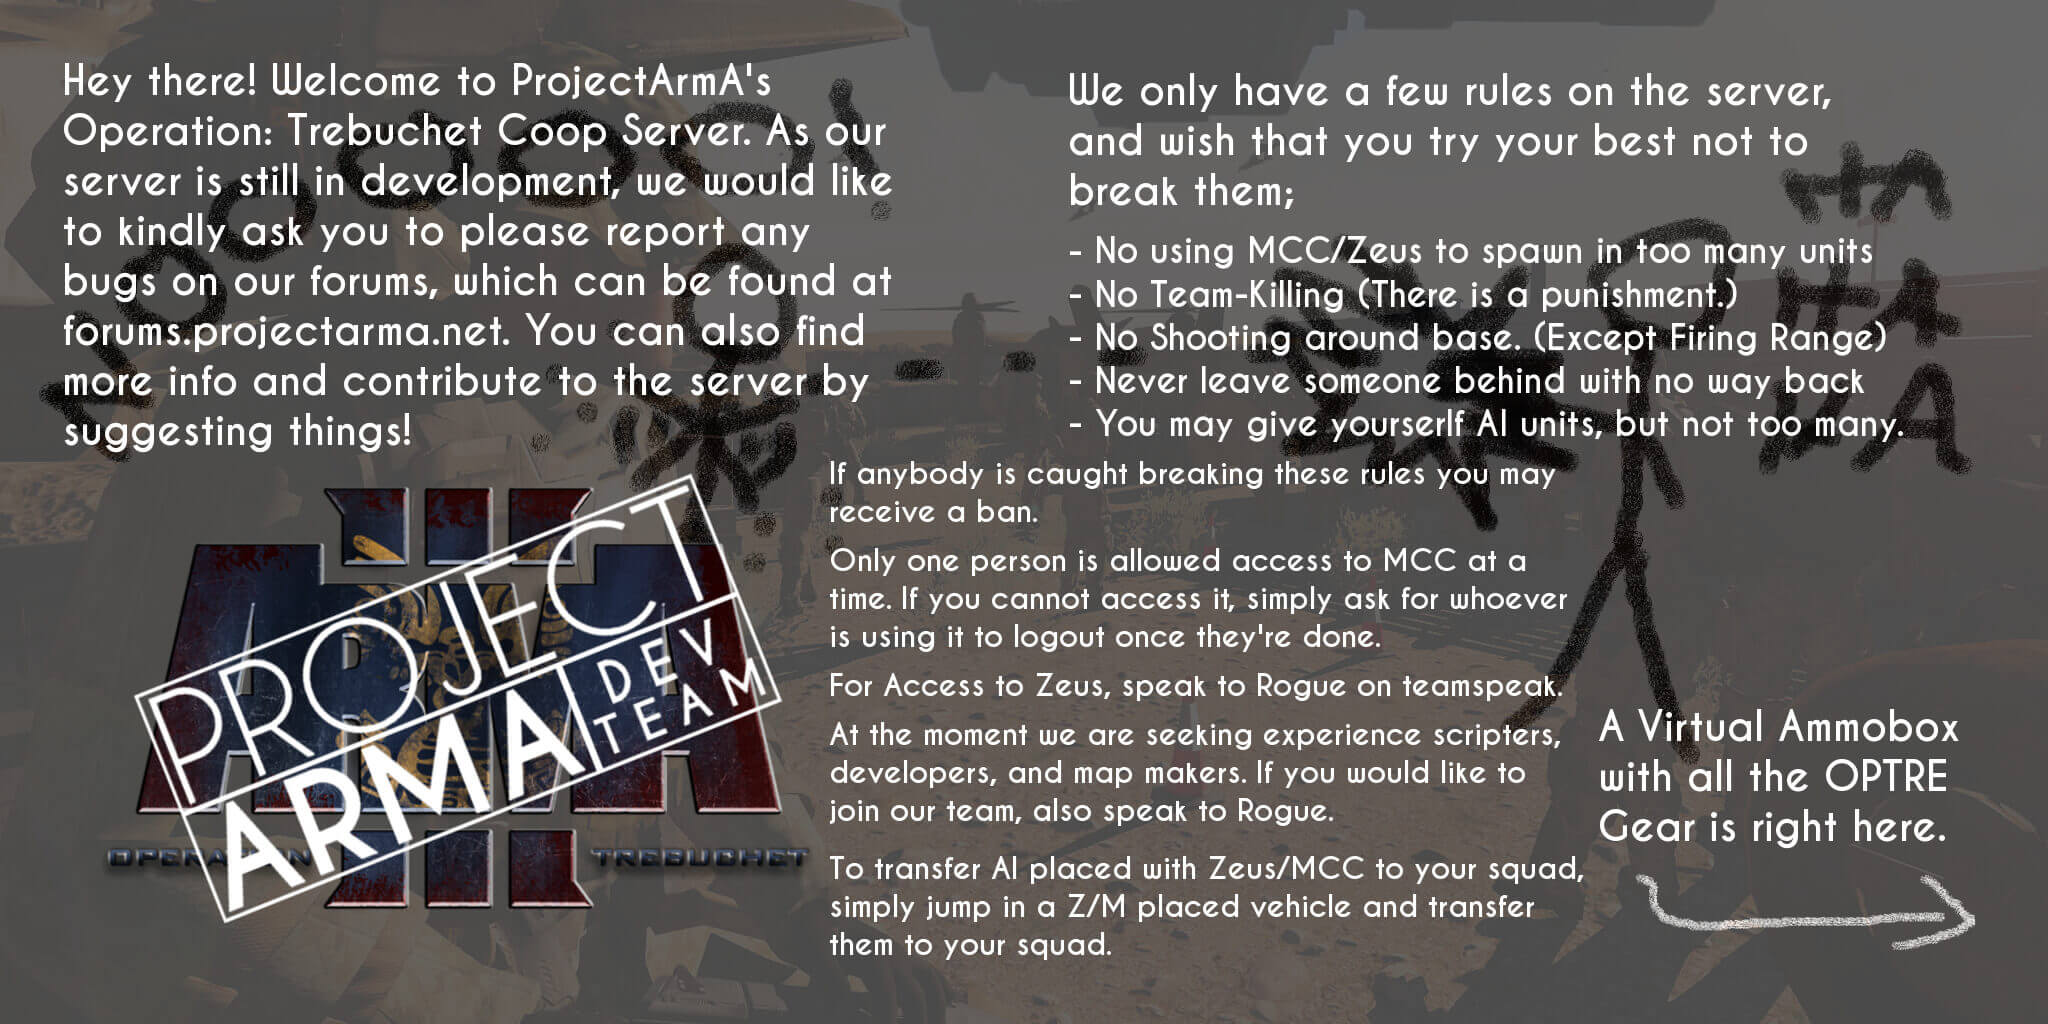 Hey there! Welcome to ProjectArmA's
Operation: Trebuchet Coop Server. As our
server is still in development, we would like
to kindly ask you to please report any
bugs on our forums, which can be found at
forums.projectarma.net. You can also find
more info and contribute to the server by
suggesting things!
NOOOOOOO!
PROJECT
ARMA
DEV
TEAM
ARMA
III
OPERATION TREBUCHET
We only have a few rules on the server,
and wish that you try your best not to
break them;
- No using MCC/Zeus to spawn in too many units
- No Team-Killing (There is a punishment.)
- No Shooting around base. (Except Firing Range)
- Never leave someone behind with no way back
- You may give yourserlf AI units, but not too many.
HA
HA
HA
If anybody is caught breaking these rules you may
receive a ban.
Only one person is allowed access to MCC at a
time. If you cannot access it, simply ask for whoever
is using it to logout once they're done.
For Access to Zeus, speak to Rogue on teamspeak.
At the moment we are seeking experience scripters,
developers, and map makers. If you would like to
join our team, also speak to Rogue.
To transfer AI placed with Zeus/MCC to your squad,
simply jump in a Z/M placed vehicle and transfer
them to your squad.
A Virtual Ammobox
with all the OPTRE
Gear is right here.